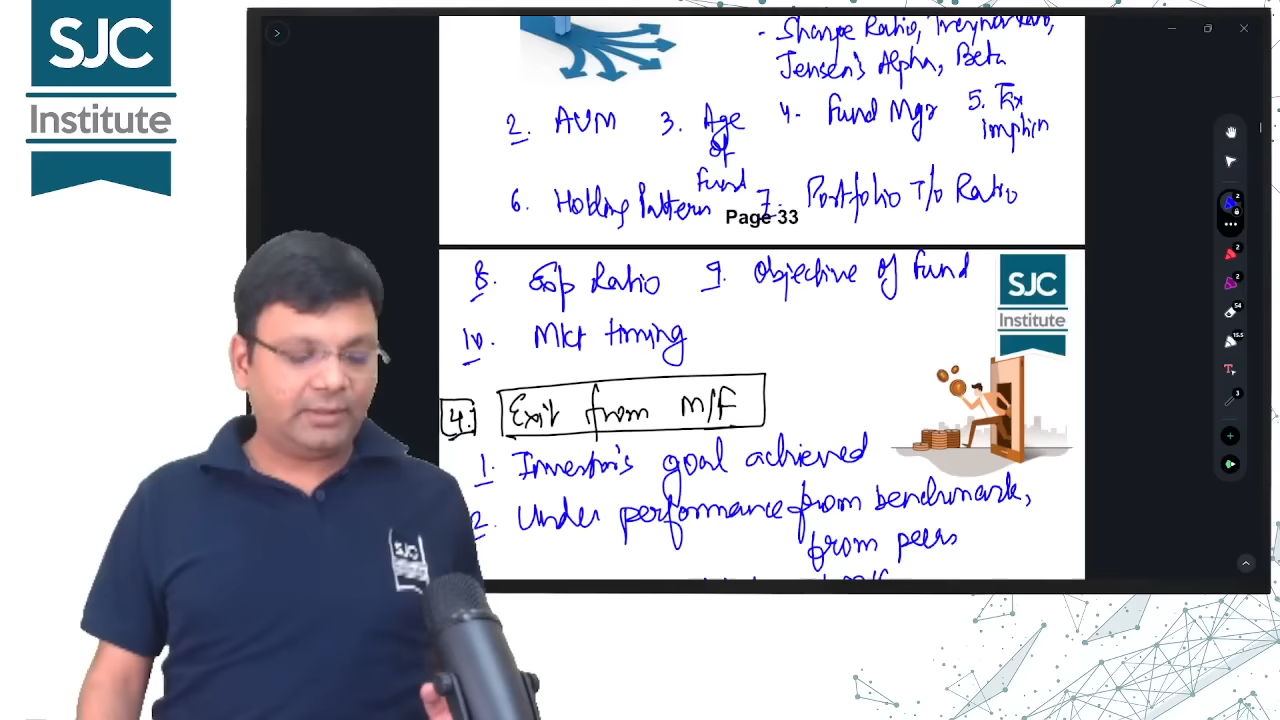 SJC
Institute
- Sharpe Ratio, Treynor Ratio,
Jensen's Alpha, Beta
2. AUM 3. Age of Fund 4. Fund Mgr 5. Tax Implicn
6. Holding Pattern 7. Portfolio T/o Ratio
Page 33
8. Exp Ratio 9. Objective of Fund
SJC
Institute
10. Mkt timing
4. Exit from M/F
1. Investor's goal achieved
2. Under performance from benchmark,
from peers
SJC